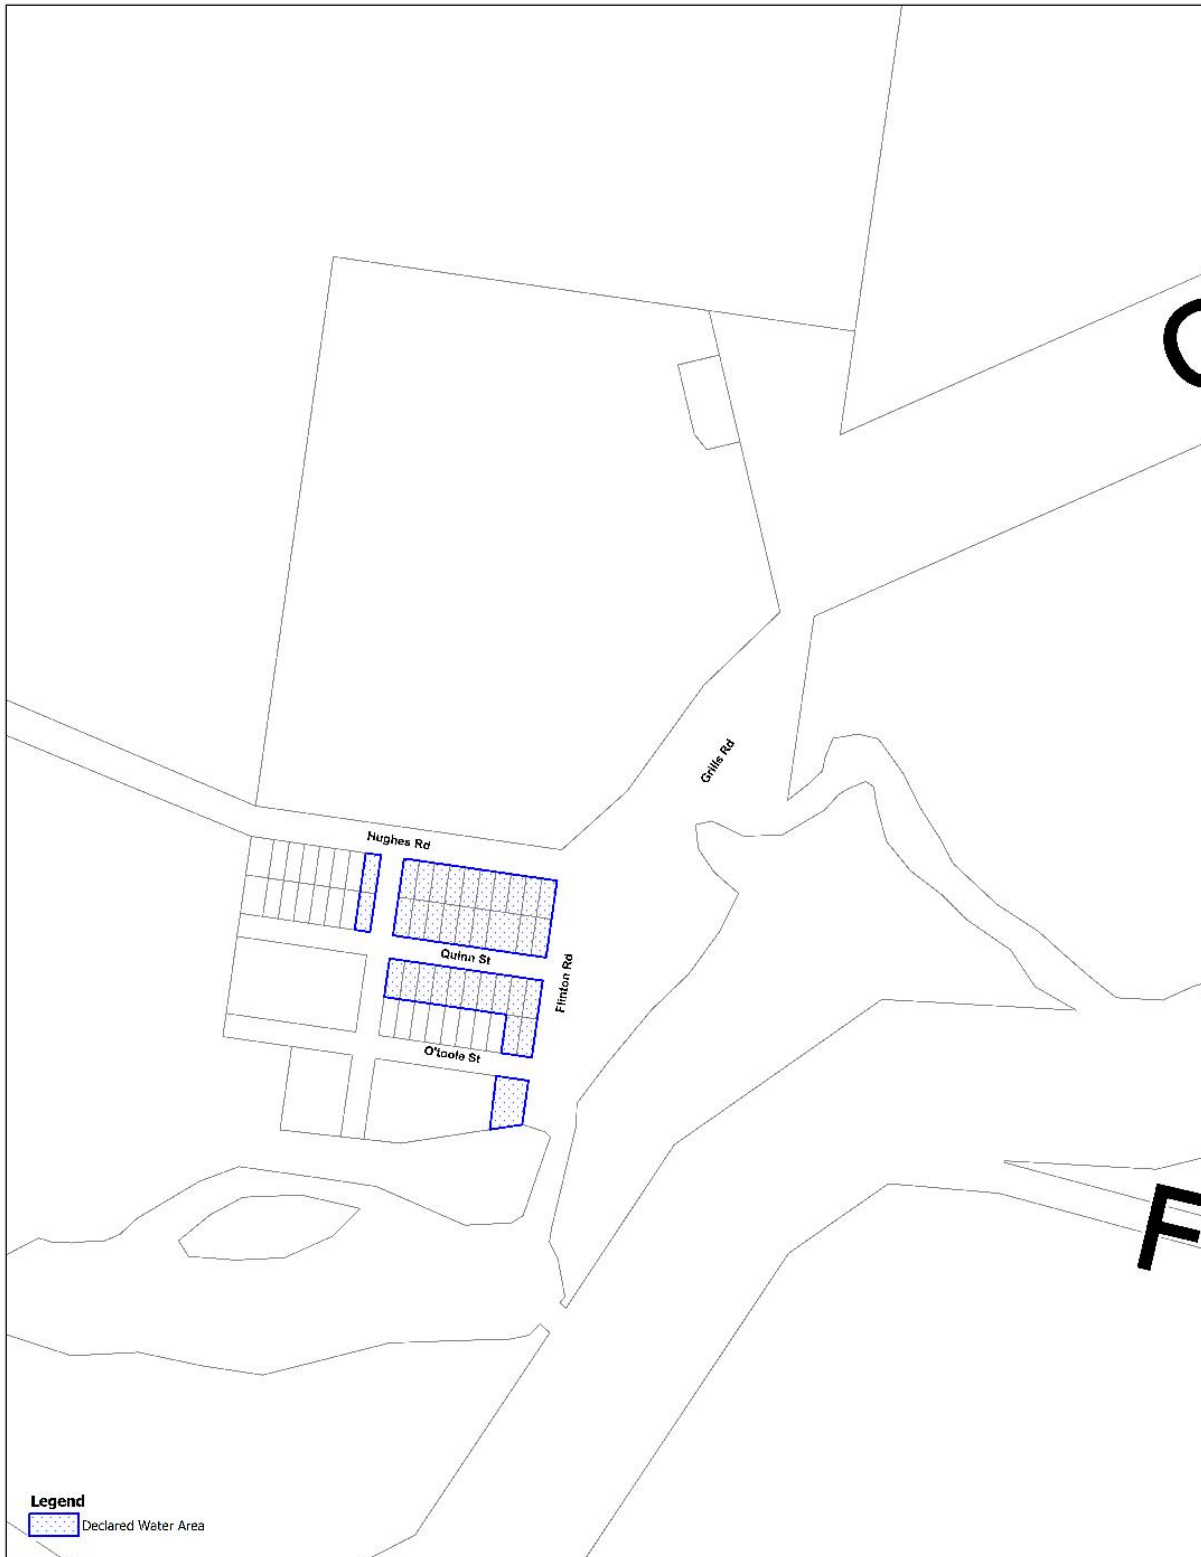 C
Grills Rd
Hughes Rd
Quinn St
Flinton Rd
O'toole St
F
Legend
Declared Water Area